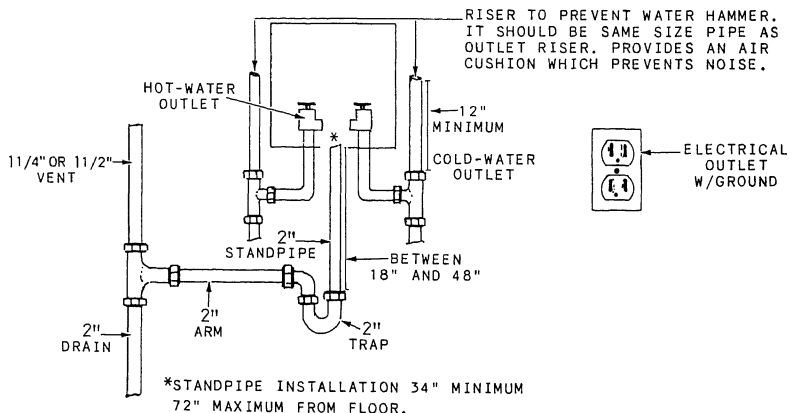 RISER TO PREVENT WATER HAMMER.
IT SHOULD BE SAME SIZE PIPE AS
OUTLET RISER. PROVIDES AN AIR
CUSHION WHICH PREVENTS NOISE.
HOT-WATER
OUTLET
12"
MINIMUM
*
COLD-WATER
OUTLET
ELECTRICAL
OUTLET
W/GROUND
11/4" OR 11/2"
VENT
2"
STANDPIPE
BETWEEN
18" AND 48"
2"
ARM
2"
TRAP
2"
DRAIN
*STANDPIPE INSTALLATION 34" MINIMUM
72" MAXIMUM FROM FLOOR.